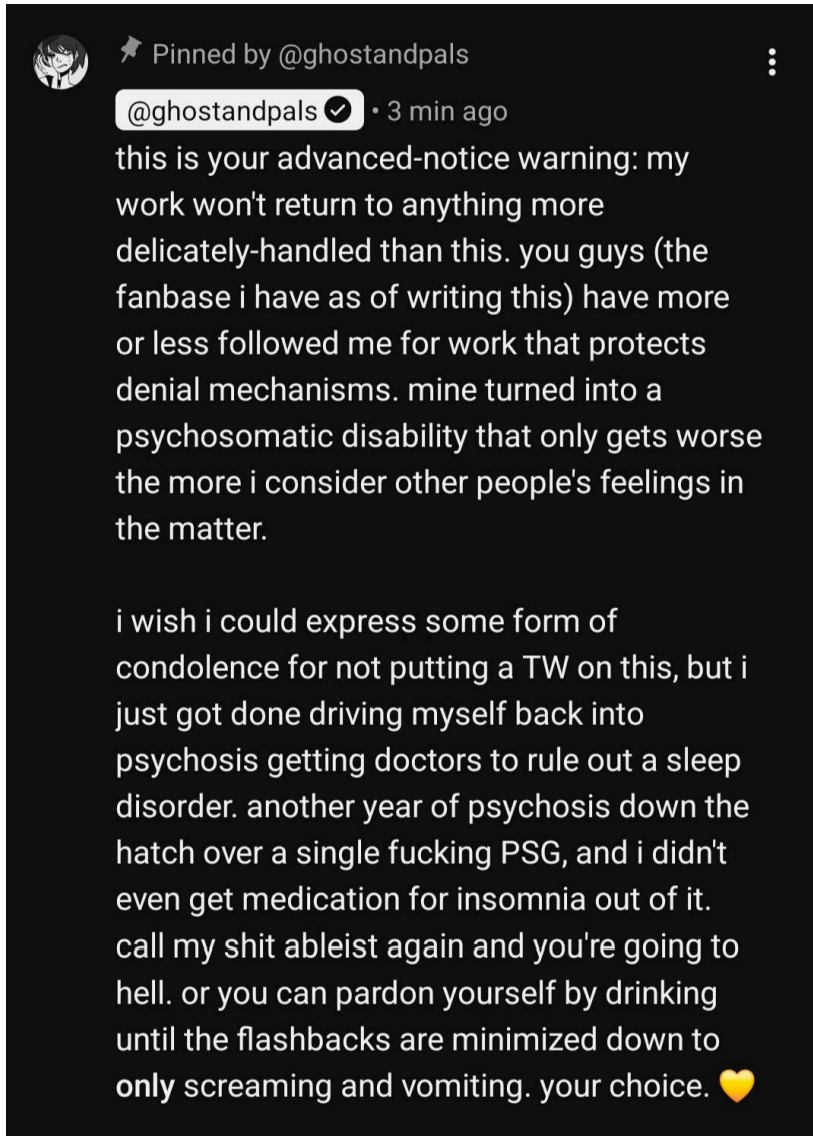 Pinned by @ghostandpals
@ghostandpals • 3 min ago
this is your advanced-notice warning: my
work won't return to anything more
delicately-handled than this. you guys (the
fanbase i have as of writing this) have more
or less followed me for work that protects
denial mechanisms. mine turned into a
psychosomatic disability that only gets worse
the more i consider other people's feelings in
the matter.
i wish i could express some form of
condolence for not putting a TW on this, but i
just got done driving myself back into
psychosis getting doctors to rule out a sleep
disorder. another year of psychosis down the
hatch over a single fucking PSG, and i didn't
even get medication for insomnia out of it.
call my shit ableist again and you're going to
hell. or you can pardon yourself by drinking
until the flashbacks are minimized down to
only screaming and vomiting. your choice. 💛